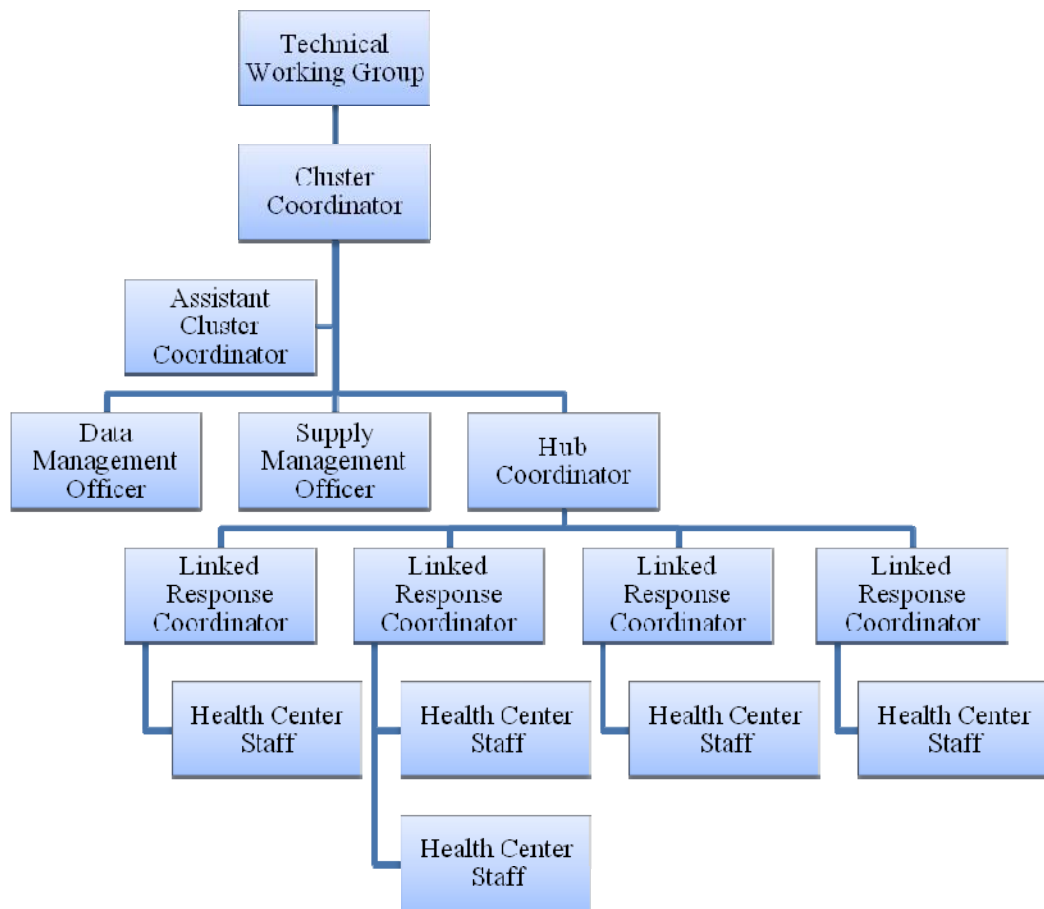 Technical
Working Group
Cluster
Coordinator
Assistant
Cluster
Coordinator
Data
Management
Officer
Supply
Management
Officer
Hub
Coordinator
Linked
Response
Coordinator
Linked
Response
Coordinator
Linked
Response
Coordinator
Linked
Response
Coordinator
Health Center
Staff
Health Center
Staff
Health Center
Staff
Health Center
Staff
Health Center
Staff